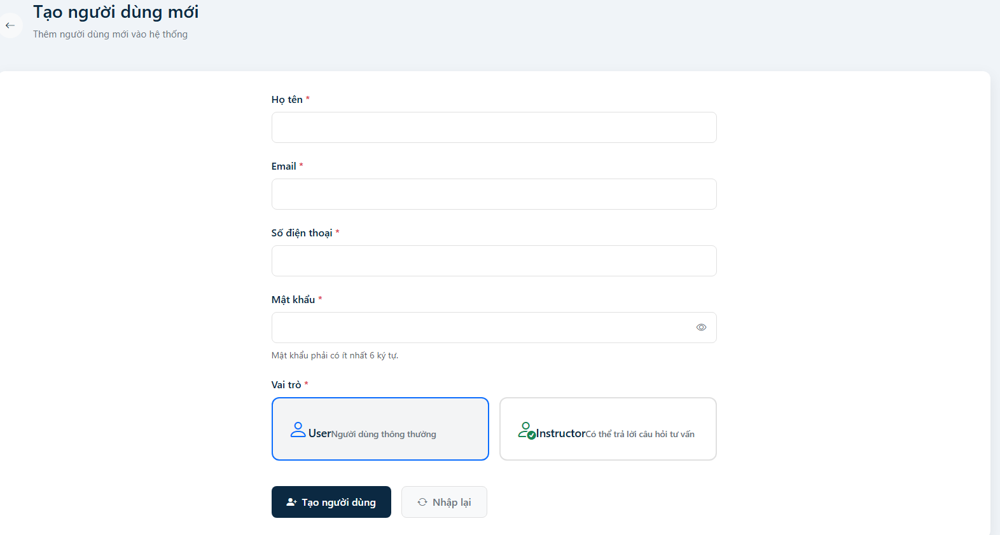 Tạo người dùng mới
Thêm người dùng mới vào hệ thống
Họ tên *
Email *
Số điện thoại *
Mật khẩu *
Mật khẩu phải có ít nhất 6 ký tự.
Vai trò *
UserNgười dùng thông thường
InstructorCó thể trả lời câu hỏi tư vấn
Tạo người dùng
Nhập lại